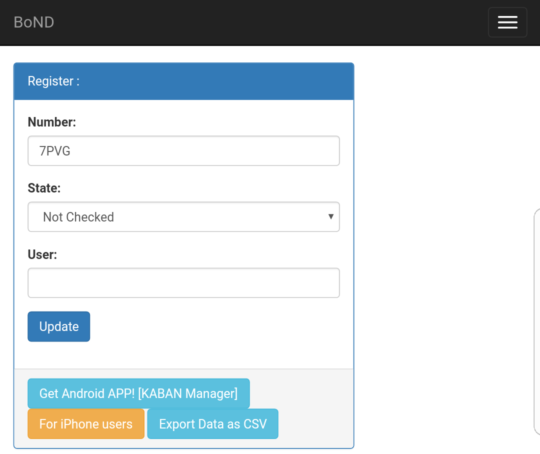 BoND
Register :
Number:
7PVG
State:
Not Checked
User:
Update
Get Android APP! [KABAN Manager]
For iPhone users
Export Data as CSV